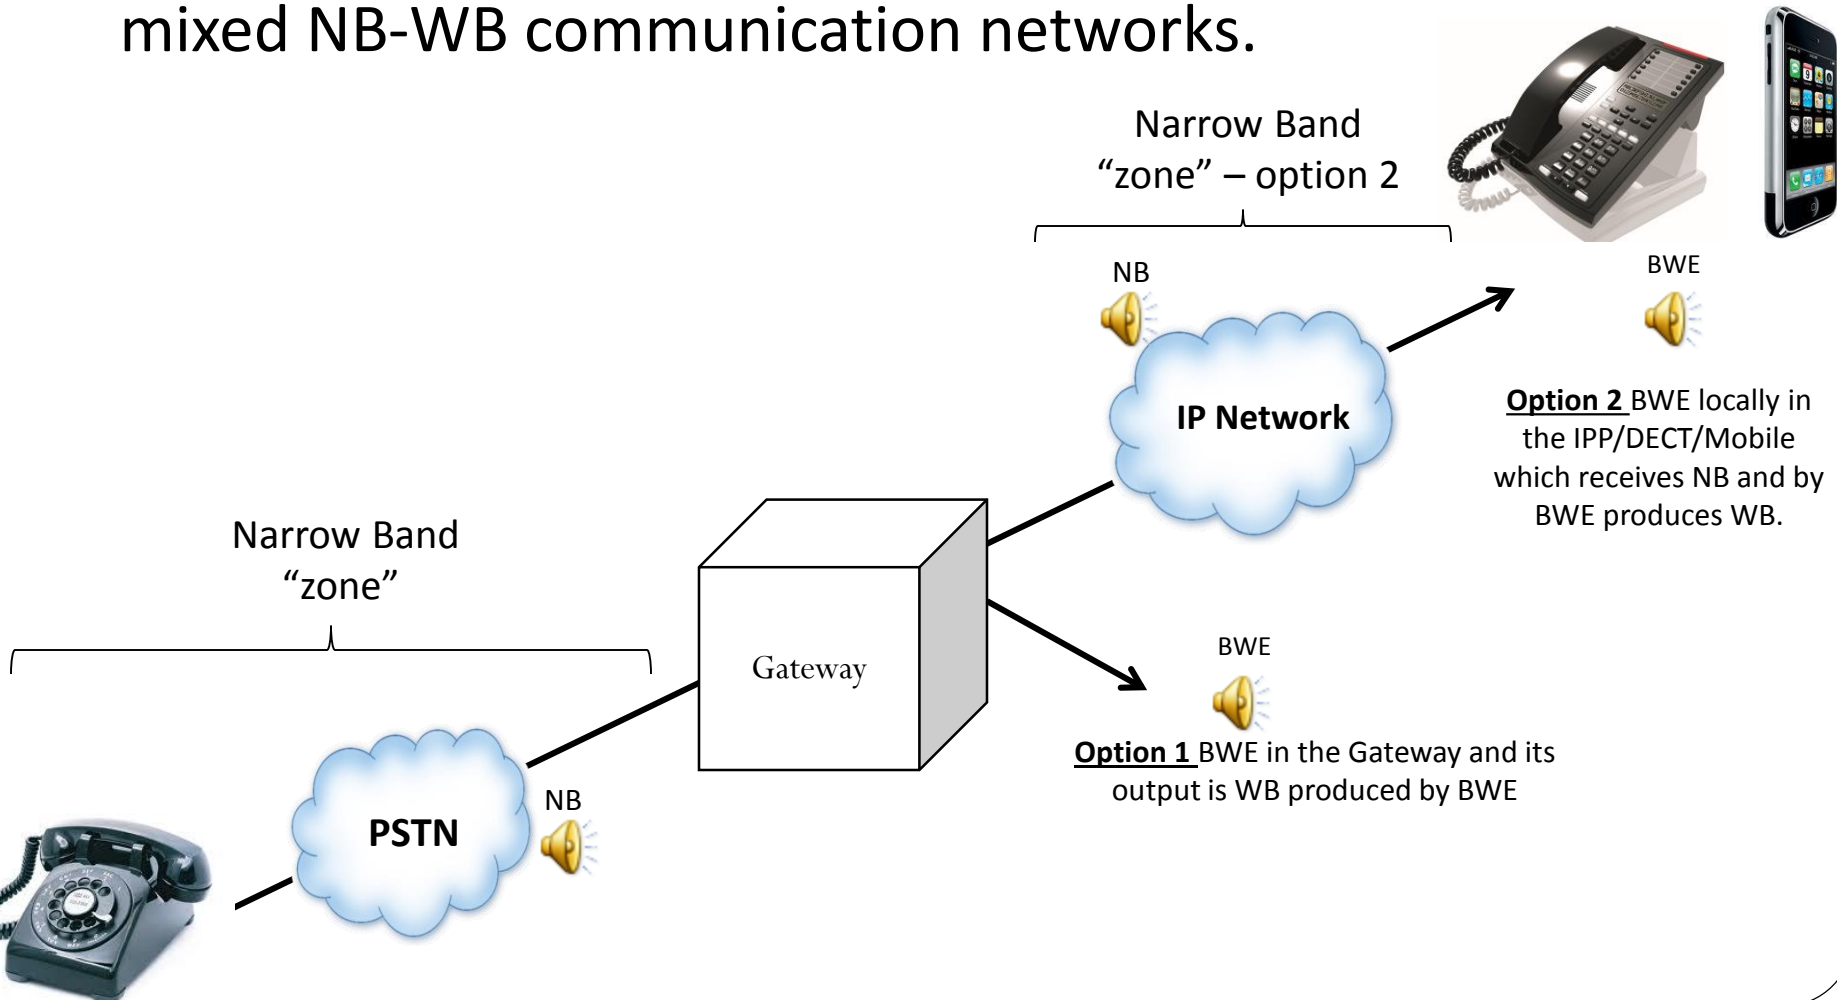 mixed NB-WB communication networks.
Narrow Band
“zone” – option 2
NB
BWE
IP Network
Option 2 BWE locally in
the IPP/DECT/Mobile
which receives NB and by
BWE produces WB.
Narrow Band
“zone”
Gateway
BWE
Option 1 BWE in the Gateway and its
output is WB produced by BWE
NB
PSTN